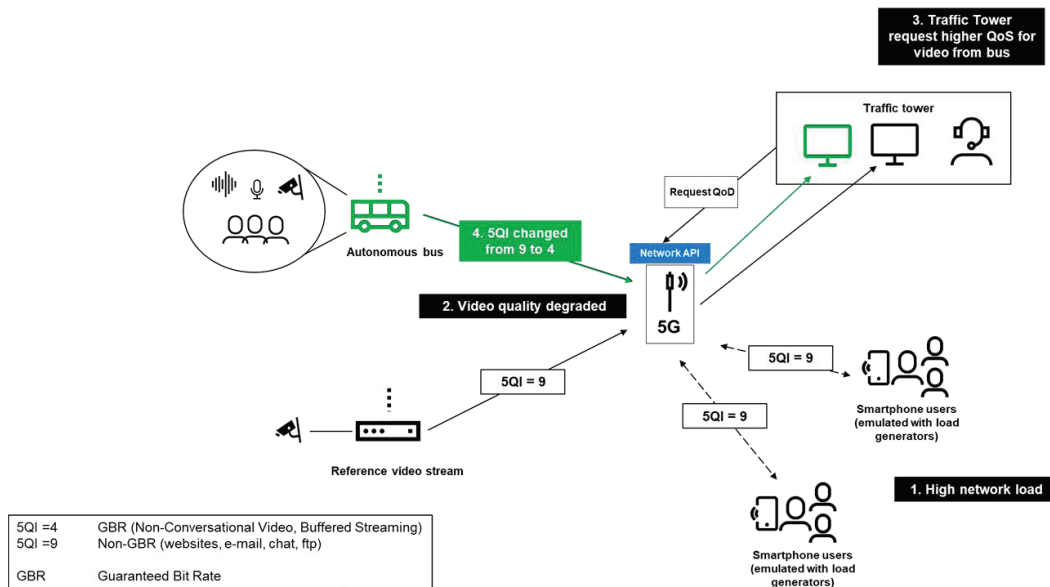 3. Traffic Tower
request higher QoS for
video from bus
Traffic tower
Request QoD
Autonomous bus
4. 5QI changed
from 9 to 4
Network API
5G
2. Video quality degraded
5QI = 9
5QI = 9
5QI = 9
Smartphone users
(emulated with load
generators)
Reference video stream
1. High network load
Smartphone users
(emulated with load
generators)
5QI =4 GBR (Non-Conversational Video, Buffered Streaming)
5QI =9 Non-GBR (websites, e-mail, chat, ftp)
GBR Guaranteed Bit Rate